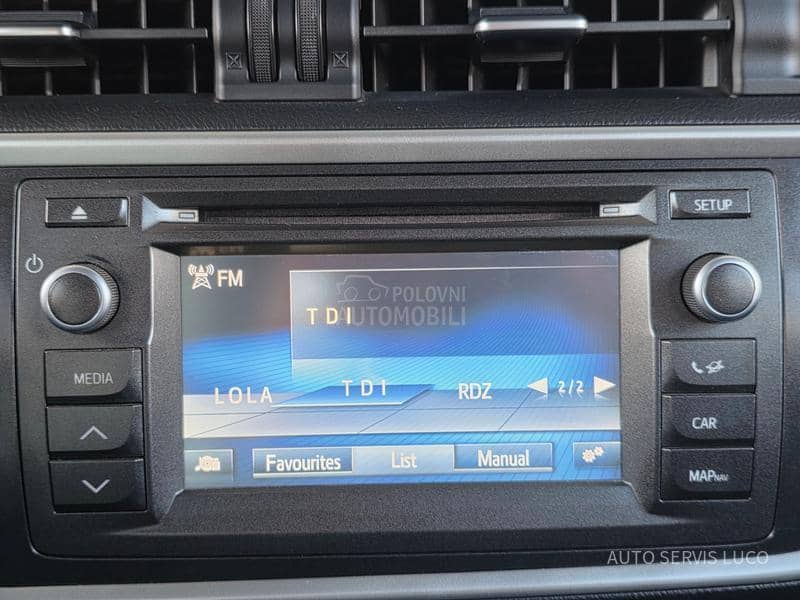 SETUP
FM
POLOVNI
AUTOMOBILI
TDI
MEDIA
LOLA TDI RDZ 2/2
CAR
Favourites List Manual
MAP NAV
AUTO SERVIS LUCO